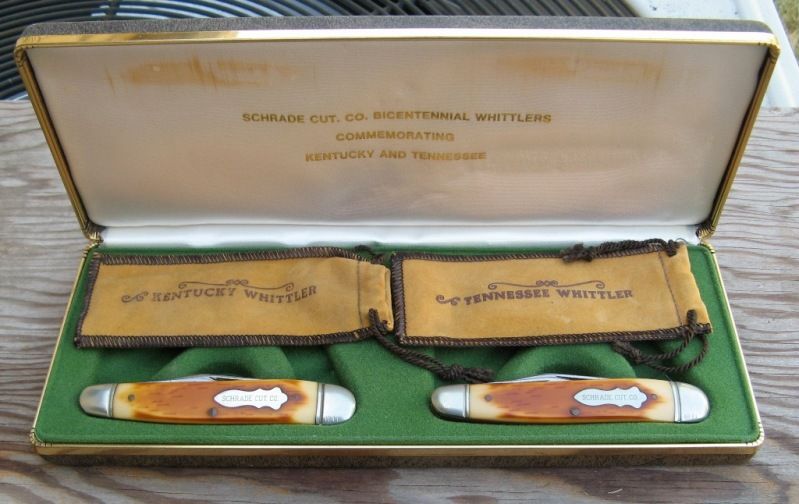 SCHRADE CUT. CO. BICENTENNIAL WHITTLERS
COMMEMORATING
KENTUCKY AND TENNESSEE
KENTUCKY WHITTLER
TENNESSEE WHITTLER
SCHRADE CUT CO.
SCHRADE CUT. CO.